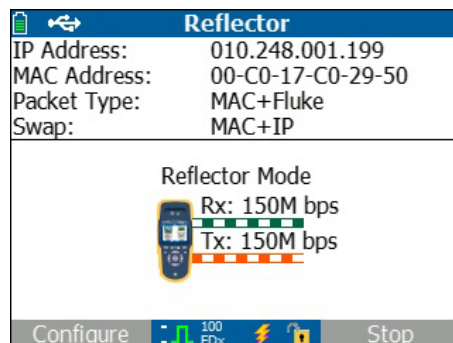 Reflector
IP Address: 010.248.001.199
MAC Address: 00-C0-17-C0-29-50
Packet Type: MAC+Fluke
Swap: MAC+IP
Reflector Mode
Rx: 150M bps
Tx: 150M bps
Configure 100 FDx Stop